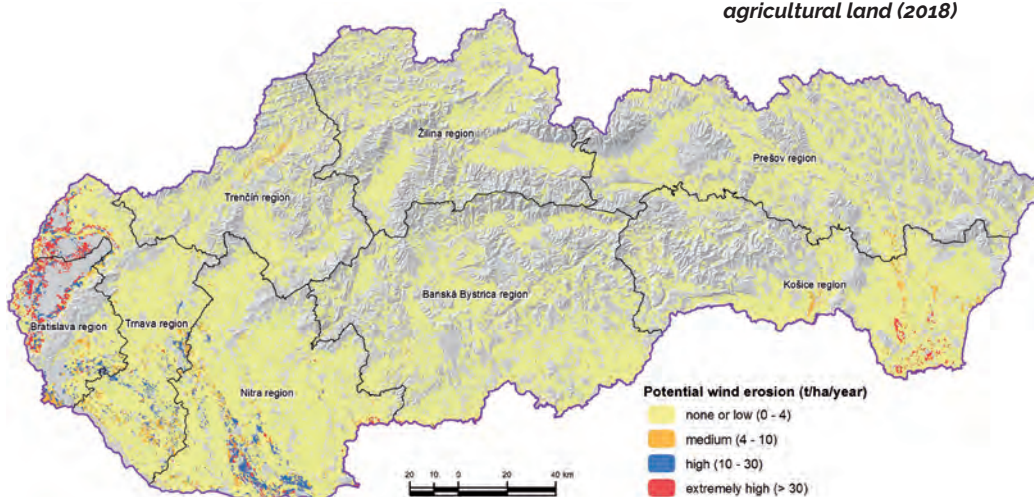 agricultural land (2018)
Žilina region
Prešov region
Trenčín region
Košice region
Banská Bystrica region
Bratislava region
Trnava region
Nitra region
Potential wind erosion (t/ha/year)
none or low (0 - 4)
medium (4 - 10)
high (10 - 30)
extremely high (> 30)
20 10 0 20 40 km